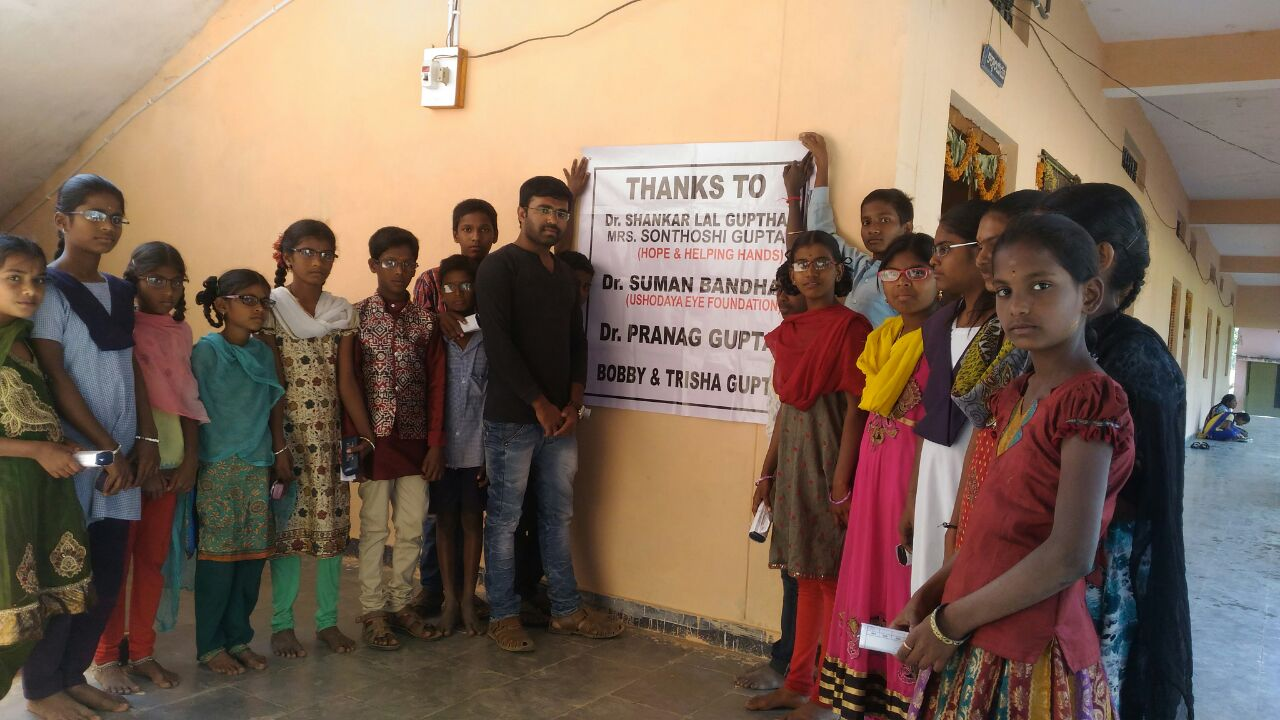 THANKS TO
Dr. SHANKAR LAL GUPTHA
MRS. SONTHOSHI GUPTA
(HOPE & HELPING HANDS)
Dr. SUMAN BANDHA
(USHODAYA EYE FOUNDATION)
Dr. PRANAG GUPTA
BOBBY & TRISHA GUPT